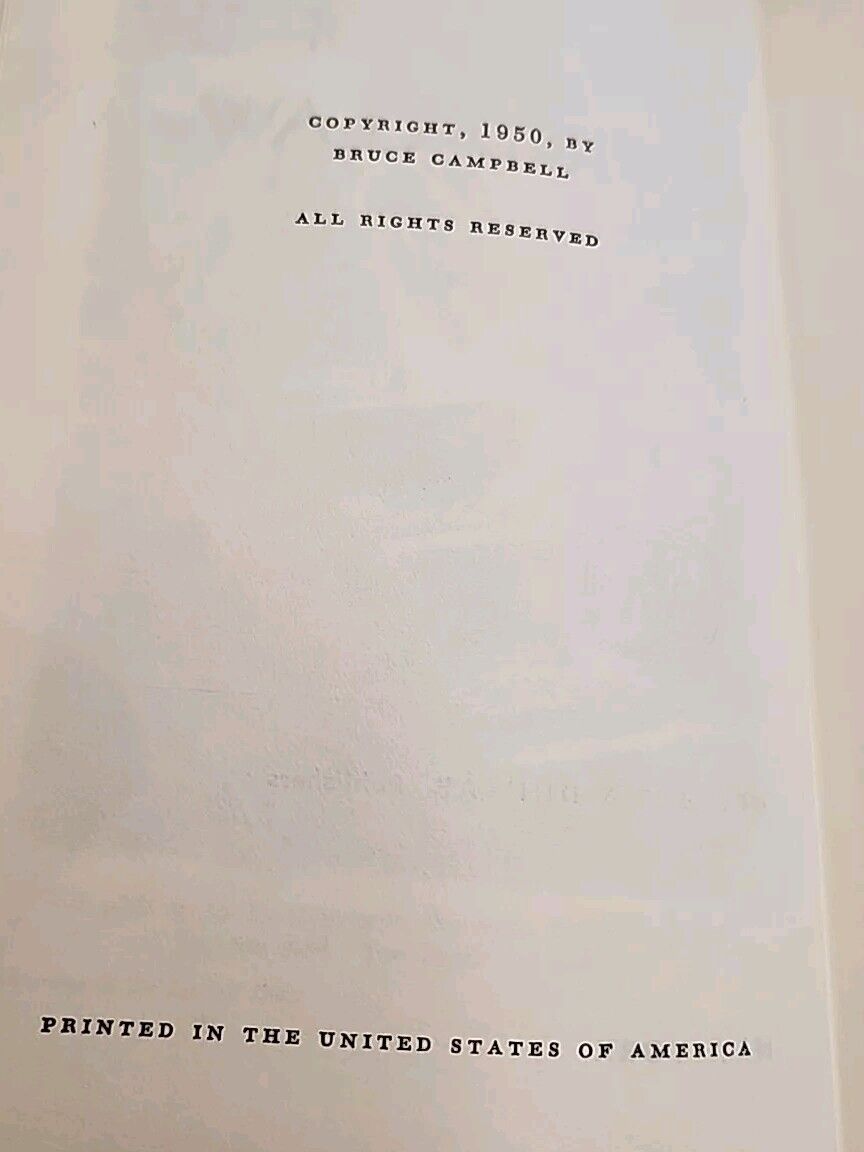 COPYRIGHT, 1950, BY
BRUCE CAMPBELL
ALL RIGHTS RESERVED
PRINTED IN THE UNITED STATES OF AMERICA